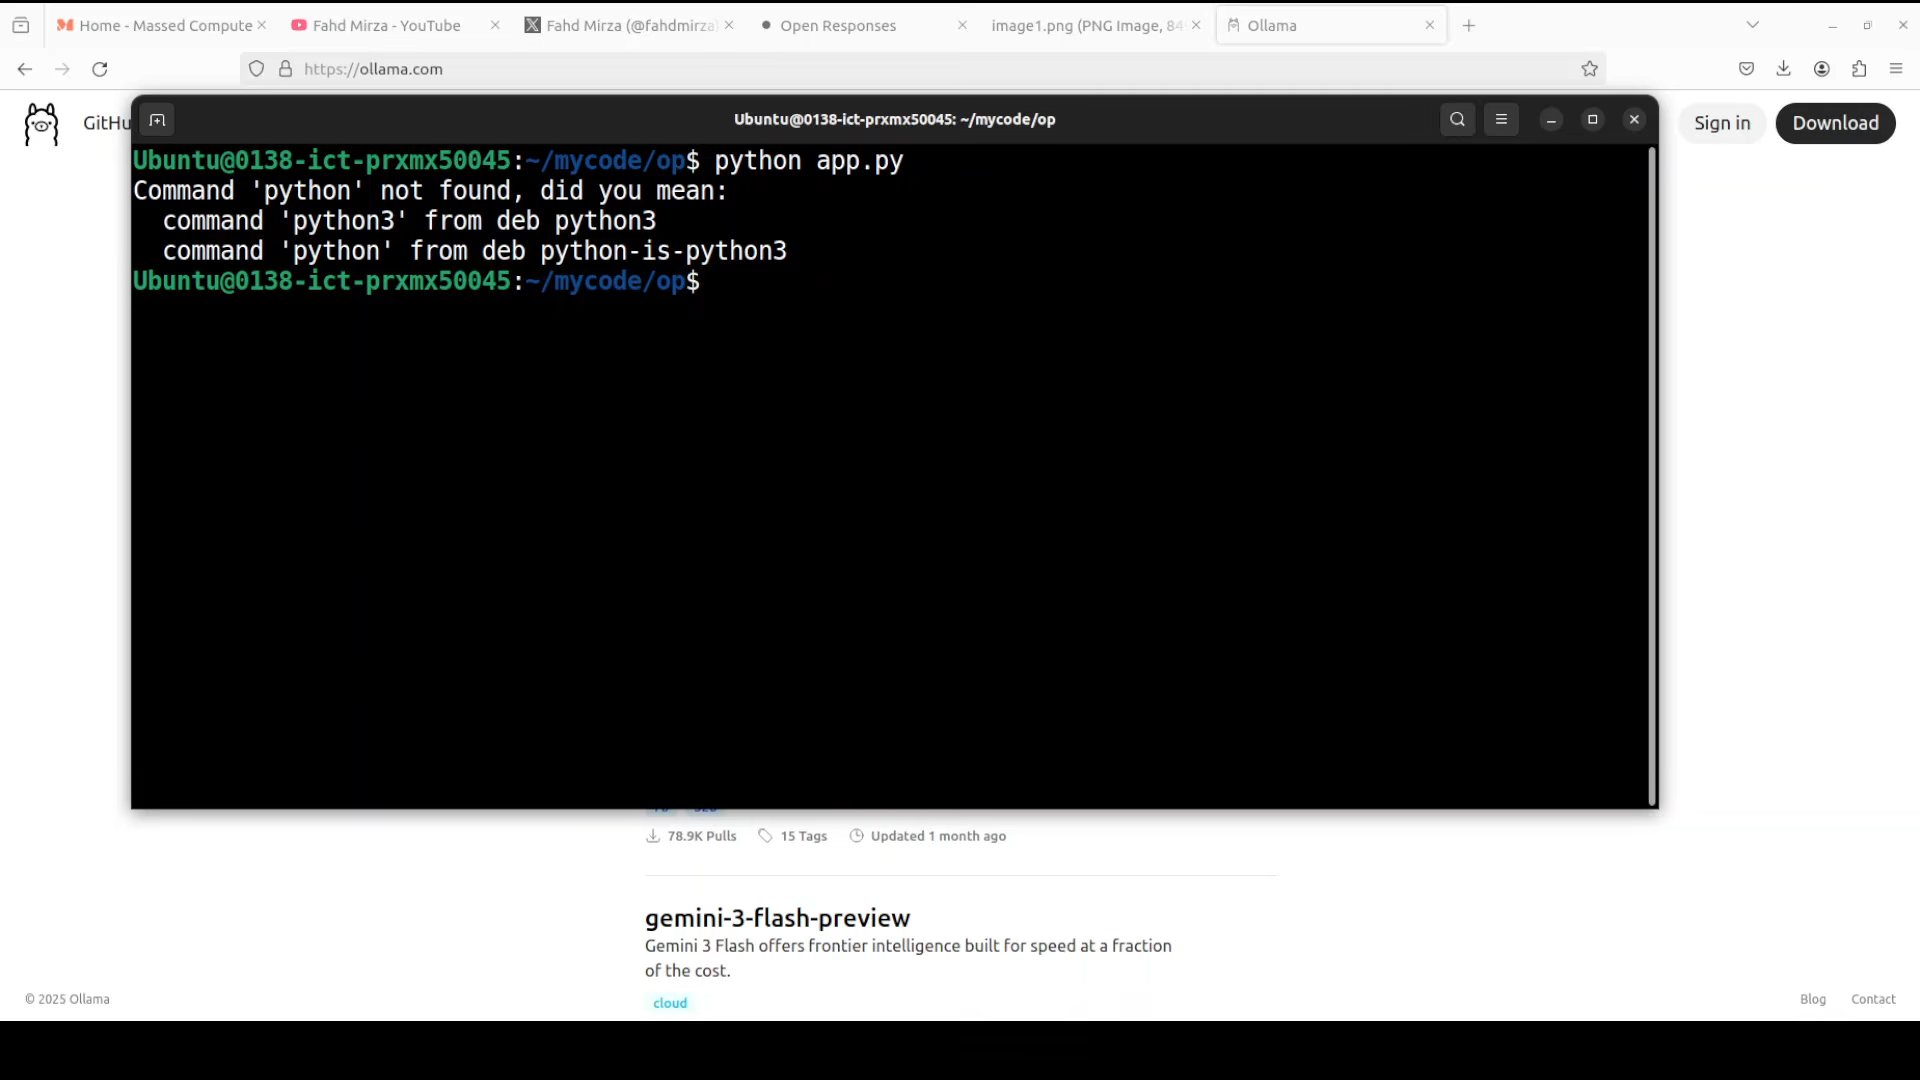 Home - Massed Compute
Fahd Mirza - YouTube
Fahd Mirza (@fahdmirza)
Open Responses
image1.png (PNG Image, 84
Ollama
https://ollama.com
GitHu
Ubuntu@0138-ict-prxmx50045: ~/mycode/op
Sign in
Download
Ubuntu@0138-ict-prxmx50045:~/mycode/op$ python app.py
Command 'python' not found, did you mean:
command 'python3' from deb python3
command 'python' from deb python-is-python3
Ubuntu@0138-ict-prxmx50045:~/mycode/op$
78.9K Pulls
15 Tags
Updated 1 month ago
gemini-3-flash-preview
Gemini 3 Flash offers frontier intelligence built for speed at a fraction
of the cost.
cloud
© 2025 Ollama
Blog
Contact